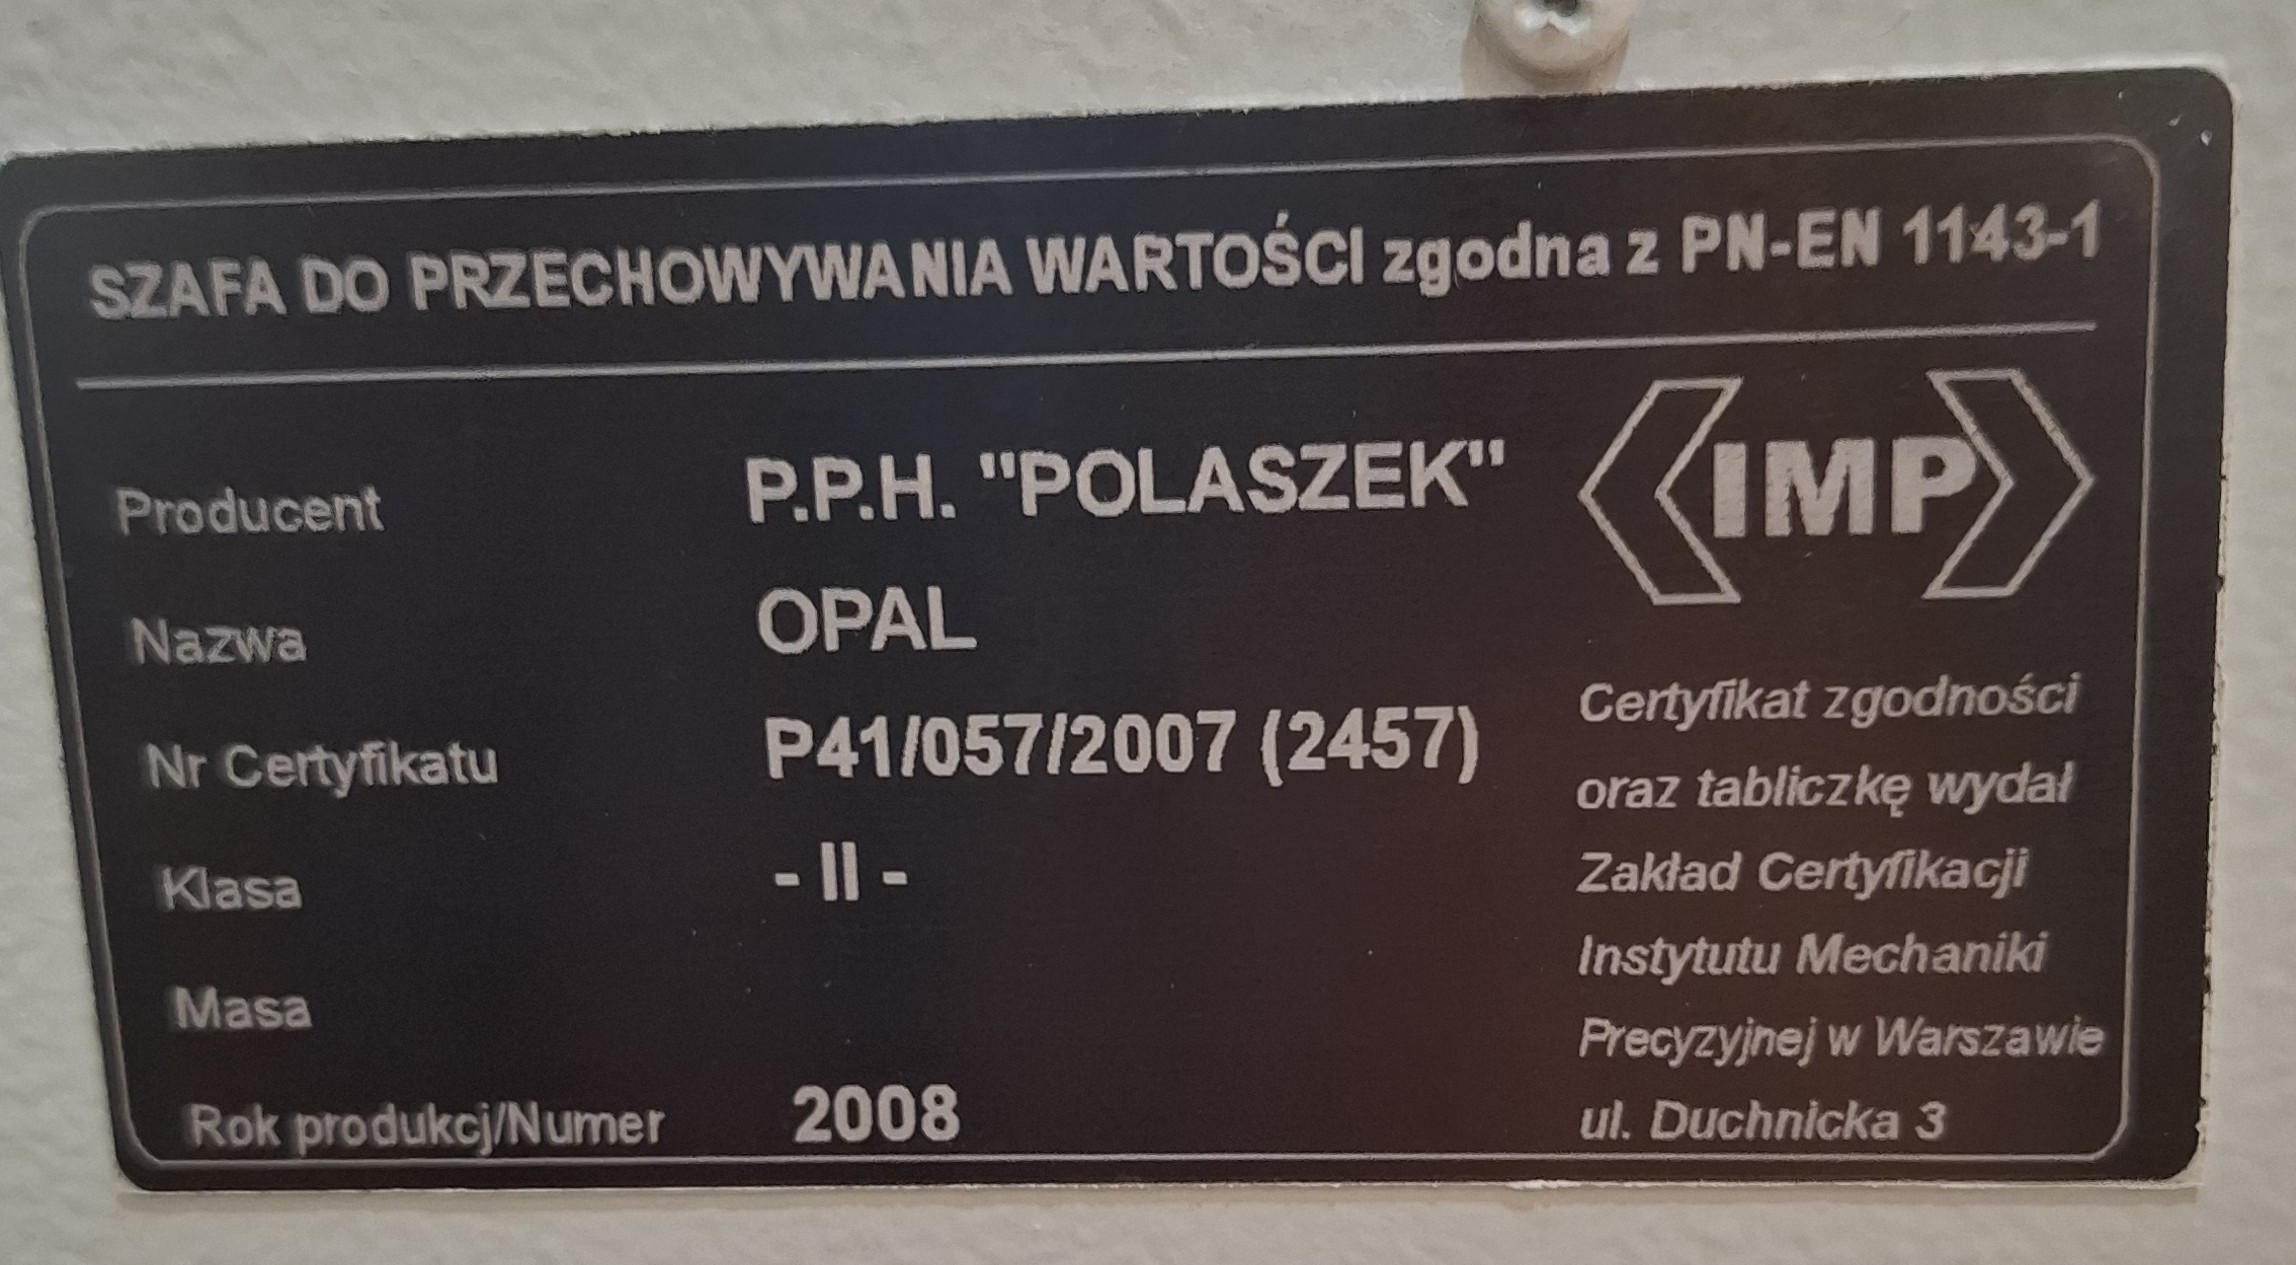 SZAFA DO PRZECHOWYWANIA WARTOŚCI zgodna z PN-EN 1143-1
Producent P.P.H. "POLASZEK"
IMP
Nazwa OPAL
Nr Certyfikatu P41/057/2007 (2457)
Klasa - II -
Masa
Rok produkcj/Numer 2008
Certyfikat zgodności
oraz tabliczkę wydał
Zakład Certyfikacji
Instytutu Mechaniki
Precyzyjnej w Warszawie
ul. Duchnicka 3